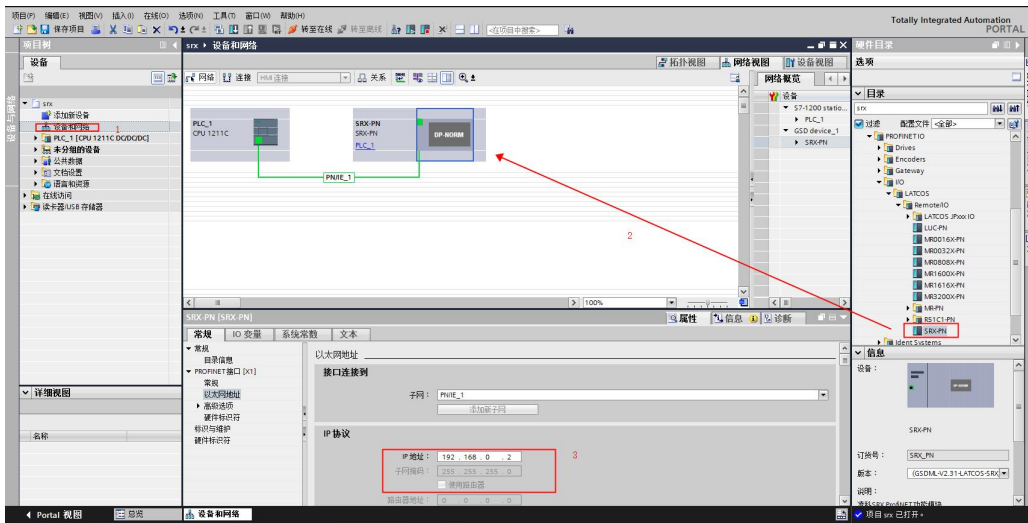 项目(P) 编辑(E) 视图(V) 插入(I) 在线(O) 选项(N) 工具(T) 窗口(W) 帮助(H)
Totally Integrated Automation
PORTAL
保存项目 转至在线 转至离线 <在项目中搜索>
项目树
srx ▸ 设备和网络
硬件目录
设备
拓扑视图 网络视图 设备视图
选项
网络 连接 HMI连接 关系
网络概览
目录
srx
添加新设备
设备和网络 1
PLC_1 [CPU 1211C DC/DC/DC]
未分组的设备
公共数据
文档设置
语言和资源
在线访问
读卡器/USB 存储器
PLC_1
CPU 1211C
SRX-PN
SRX-PN
PLC_1
DP-NORM
PN/IE_1
2
设备
S7-1200 statio...
PLC_1
GSD device_1
SRX-PN
srx
过滤 配置文件 <全部>
PROFINET IO
Drives
Encoders
Gateway
I/O
LATCOS
Remote I/O
LATCOS JPxxx IO
LUC-PN
MR0016X-PN
MR0032X-PN
MR0808X-PN
MR1600X-PN
MR1616X-PN
MR3200X-PN
MR-PN
RS1C1-PN
SRX-PN
Ident Systems
100%
SRX-PN [SRX-PN]
属性 信息 诊断
常规 IO 变量 系统常数 文本
常规
目录信息
PROFINET接口 [X1]
常规
以太网地址
高级选项
硬件标识符
标识与维护
硬件标识符
以太网地址
接口连接到
子网： PN/IE_1
添加新子网
IP 协议
IP 地址： 192 . 168 . 0 . 2
3
子网掩码： 255 . 255 . 255 . 0
使用路由器
路由器地址： 0 . 0 . 0 . 0
详细视图
名称
信息
设备：
SRX-PN
订货号： SRX_PN
版本： (GSDML-V2.31-LATCOS-SRX
说明：
Portal 视图 总览 设备和网络
项目 srx 已打开。
设备与网络